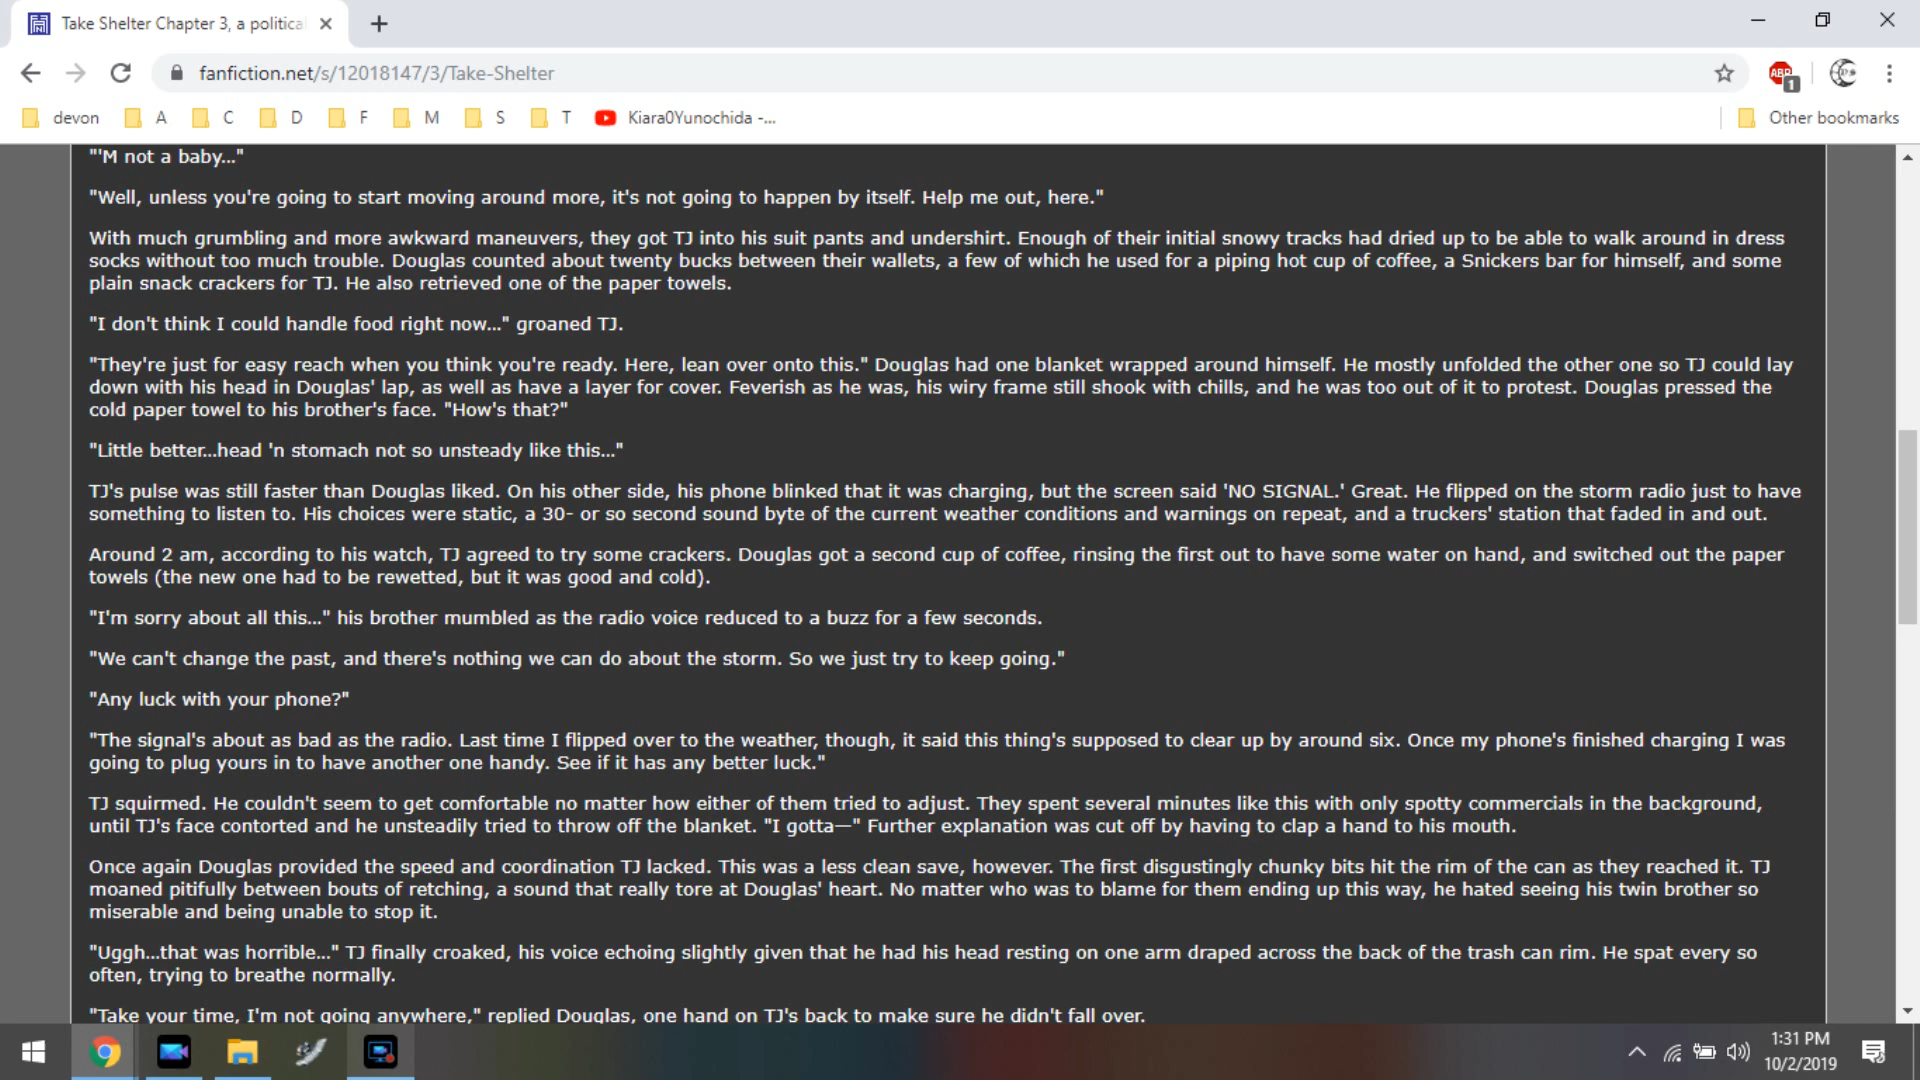 Take Shelter Chapter 3, a politica
fanfiction.net/s/12018147/3/Take-Shelter
ABP
1
devon
A
C
D
F
M
S
T
Kiara0Yunochida -...
Other bookmarks
"'M not a baby..."
"Well, unless you're going to start moving around more, it's not going to happen by itself. Help me out, here."
With much grumbling and more awkward maneuvers, they got TJ into his suit pants and undershirt. Enough of their initial snowy tracks had dried up to be able to walk around in dress
socks without too much trouble. Douglas counted about twenty bucks between their wallets, a few of which he used for a piping hot cup of coffee, a Snickers bar for himself, and some
plain snack crackers for TJ. He also retrieved one of the paper towels.
"I don't think I could handle food right now..." groaned TJ.
"They're just for easy reach when you think you're ready. Here, lean over onto this." Douglas had one blanket wrapped around himself. He mostly unfolded the other one so TJ could lay
down with his head in Douglas' lap, as well as have a layer for cover. Feverish as he was, his wiry frame still shook with chills, and he was too out of it to protest. Douglas pressed the
cold paper towel to his brother's face. "How's that?"
"Little better...head 'n stomach not so unsteady like this..."
TJ's pulse was still faster than Douglas liked. On his other side, his phone blinked that it was charging, but the screen said 'NO SIGNAL.' Great. He flipped on the storm radio just to have
something to listen to. His choices were static, a 30- or so second sound byte of the current weather conditions and warnings on repeat, and a truckers' station that faded in and out.
Around 2 am, according to his watch, TJ agreed to try some crackers. Douglas got a second cup of coffee, rinsing the first out to have some water on hand, and switched out the paper
towels (the new one had to be rewetted, but it was good and cold).
"I'm sorry about all this..." his brother mumbled as the radio voice reduced to a buzz for a few seconds.
"We can't change the past, and there's nothing we can do about the storm. So we just try to keep going."
"Any luck with your phone?"
"The signal's about as bad as the radio. Last time I flipped over to the weather, though, it said this thing's supposed to clear up by around six. Once my phone's finished charging I was
going to plug yours in to have another one handy. See if it has any better luck."
TJ squirmed. He couldn't seem to get comfortable no matter how either of them tried to adjust. They spent several minutes like this with only spotty commercials in the background,
until TJ's face contorted and he unsteadily tried to throw off the blanket. "I gotta—" Further explanation was cut off by having to clap a hand to his mouth.
Once again Douglas provided the speed and coordination TJ lacked. This was a less clean save, however. The first disgustingly chunky bits hit the rim of the can as they reached it. TJ
moaned pitifully between bouts of retching, a sound that really tore at Douglas' heart. No matter who was to blame for them ending up this way, he hated seeing his twin brother so
miserable and being unable to stop it.
"Uggh...that was horrible..." TJ finally croaked, his voice echoing slightly given that he had his head resting on one arm draped across the back of the trash can rim. He spat every so
often, trying to breathe normally.
"Take your time, I'm not going anywhere," replied Douglas, one hand on TJ's back to make sure he didn't fall over.
1:31 PM
10/2/2019